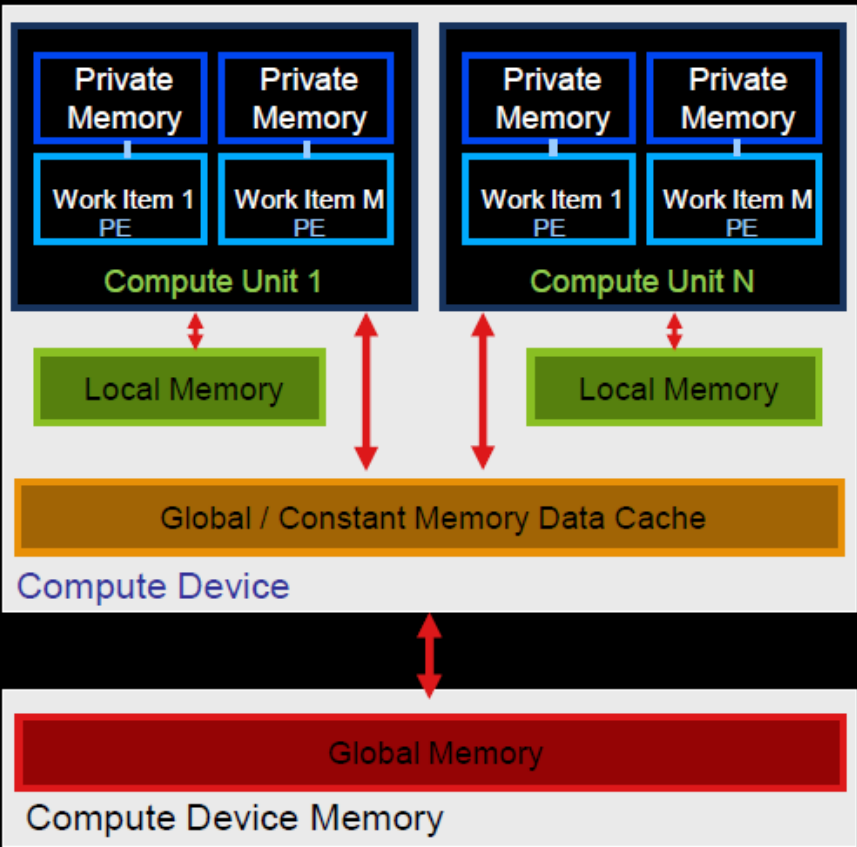 Private Memory
Private Memory
Private Memory
Private Memory
Work Item 1
PE
Work Item M
PE
Work Item 1
PE
Work Item M
PE
Compute Unit 1
Compute Unit N
Local Memory
Local Memory
Global / Constant Memory Data Cache
Compute Device
Global Memory
Compute Device Memory